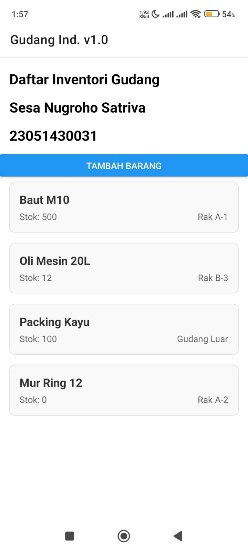 1:57
54%
Gudang Ind. v1.0
Daftar Inventori Gudang
Sesa Nugroho Satriva
23051430031
TAMBAH BARANG
Baut M10
Stok: 500 Rak A-1
Oli Mesin 20L
Stok: 12 Rak B-3
Packing Kayu
Stok: 100 Gudang Luar
Mur Ring 12
Stok: 0 Rak A-2